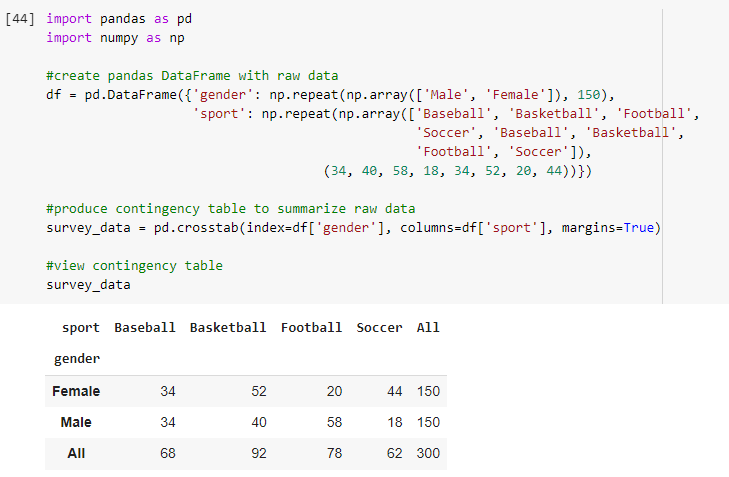 [44] import pandas as pd
import numpy as np
#create pandas DataFrame with raw data
df = pd.DataFrame({'gender': np.repeat(np.array(['Male', 'Female']), 150),
'sport': np.repeat(np.array(['Baseball', 'Basketball', 'Football',
'Soccer', 'Baseball', 'Basketball',
'Football', 'Soccer']),
(34, 40, 58, 18, 34, 52, 20, 44))})
#produce contingency table to summarize raw data
survey_data = pd.crosstab(index=df['gender'], columns=df['sport'], margins=True)
#view contingency table
survey_data
sport Baseball Basketball Football Soccer All
gender
Female 34 52 20 44 150
Male 34 40 58 18 150
All 68 92 78 62 300